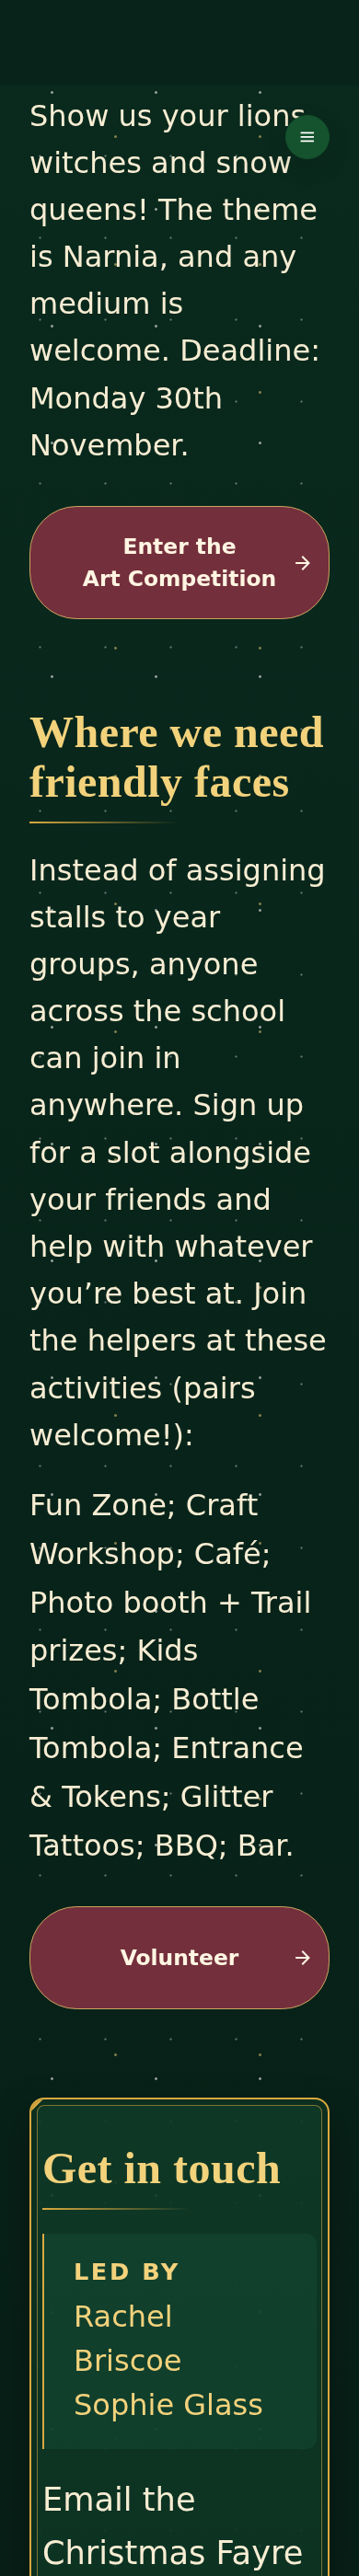 Show us your lions,
witches and snow
queens! The theme
is Narnia, and any
medium is
welcome. Deadline:
Monday 30th
November.
Enter the
Art Competition
Where we need
friendly faces
Instead of assigning
stalls to year
groups, anyone
across the school
can join in
anywhere. Sign up
for a slot alongside
your friends and
help with whatever
you’re best at. Join
the helpers at these
activities (pairs
welcome!):
Fun Zone; Craft
Workshop; Café;
Photo booth + Trail
prizes; Kids
Tombola; Bottle
Tombola; Entrance
& Tokens; Glitter
Tattoos; BBQ; Bar.
Volunteer
Get in touch
LED BY
Rachel
Briscoe
Sophie Glass
Email the
Christmas Fayre